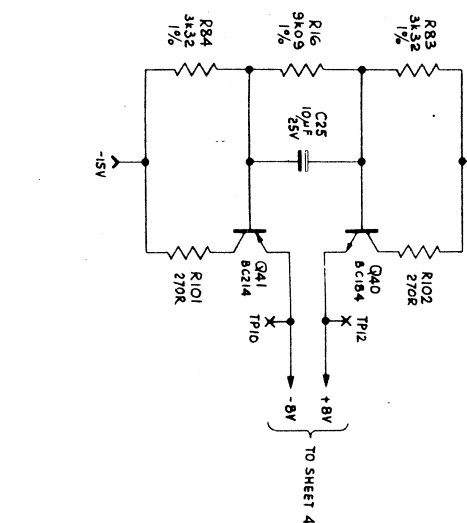 R84
3k32
1%
R16
9k09
1%
R83
3k32
1%
C25
10µF
25V
-15V
R101
270R
Q41
BC214
Q40
BC184
R102
270R
TP10
TP12
-8V
+8V
TO SHEET 4